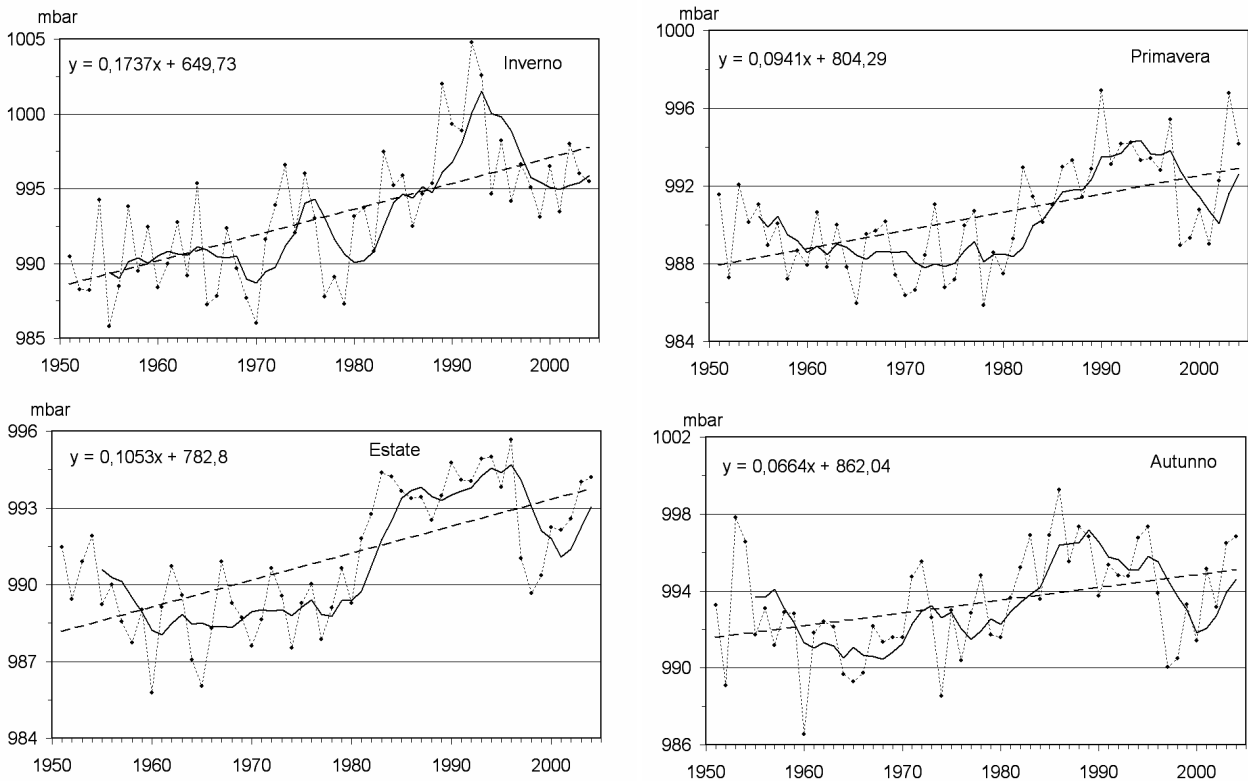 mbar
1005
y = 0,1737x + 649,73
Inverno
1000
995
990
985
1950 1960 1970 1980 1990 2000
mbar
1000
y = 0,0941x + 804,29
Primavera
996
992
988
984
1950 1960 1970 1980 1990 2000
mbar
996
y = 0,1053x + 782,8
Estate
993
990
987
984
1950 1960 1970 1980 1990 2000
mbar
1002
y = 0,0664x + 862,04
Autunno
998
994
990
986
1950 1960 1970 1980 1990 2000